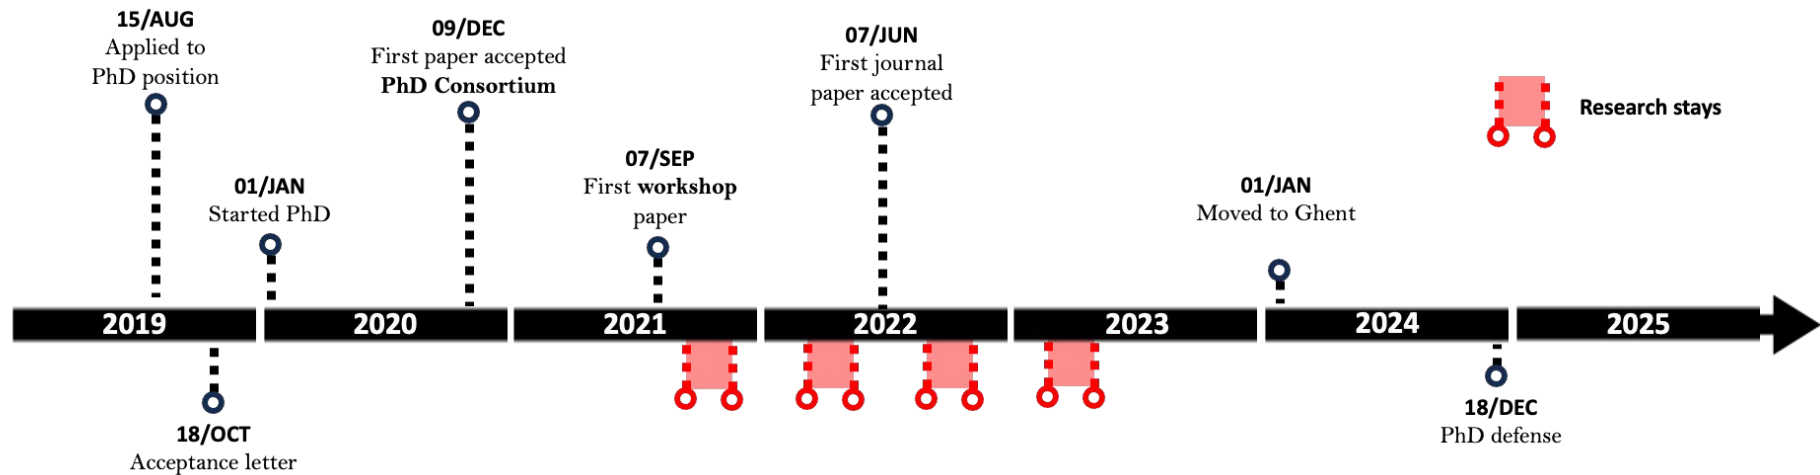 15/AUG
Applied to
PhD position
09/DEC
First paper accepted
PhD Consortium
07/JUN
First journal
paper accepted
Research stays
07/SEP
First workshop
paper
01/JAN
Started PhD
01/JAN
Moved to Ghent
2019 2020 2021 2022 2023 2024 2025
18/OCT
Acceptance letter
18/DEC
PhD defense